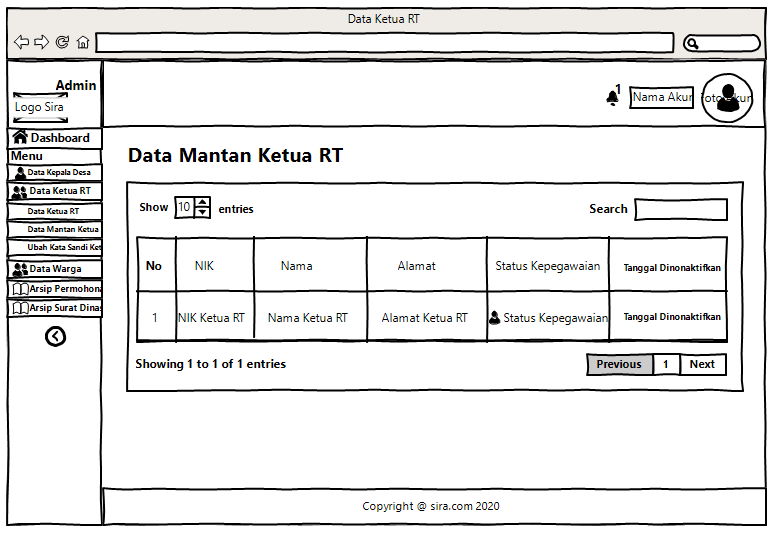 Data Ketua RT
Admin
Logo Sira
1
Nama Akun
Foto Akun
Dashboard
Menu
Data Kepala Desa
Data Ketua RT
Data Ketua RT
Data Mantan Ketua
Ubah Kata Sandi Ket
Data Warga
Arsip Permohona
Arsip Surat Dinas
Data Mantan Ketua RT
Show 10 entries Search
No NIK Nama Alamat Status Kepegawaian Tanggal Dinonaktifkan
1 NIK Ketua RT Nama Ketua RT Alamat Ketua RT Status Kepegawaian Tanggal Dinonaktifkan
Showing 1 to 1 of 1 entries Previous 1 Next
Copyright @ sira.com 2020